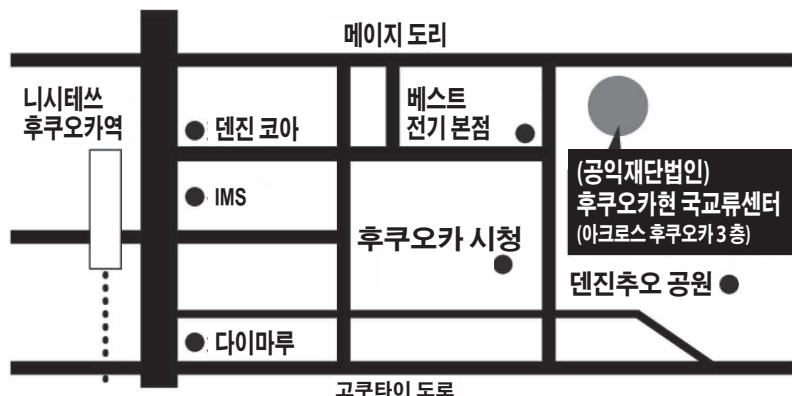 메이지 도리
니시테쓰
후쿠오카역
덴진 코아
베스트
전기 본점
IMS
(공익재단법인)
후쿠오카현 국교류센터
(아크로스 후쿠오카 3 층)
후쿠오카 시청
덴진추오 공원
다이마루
고쿠타이 도로